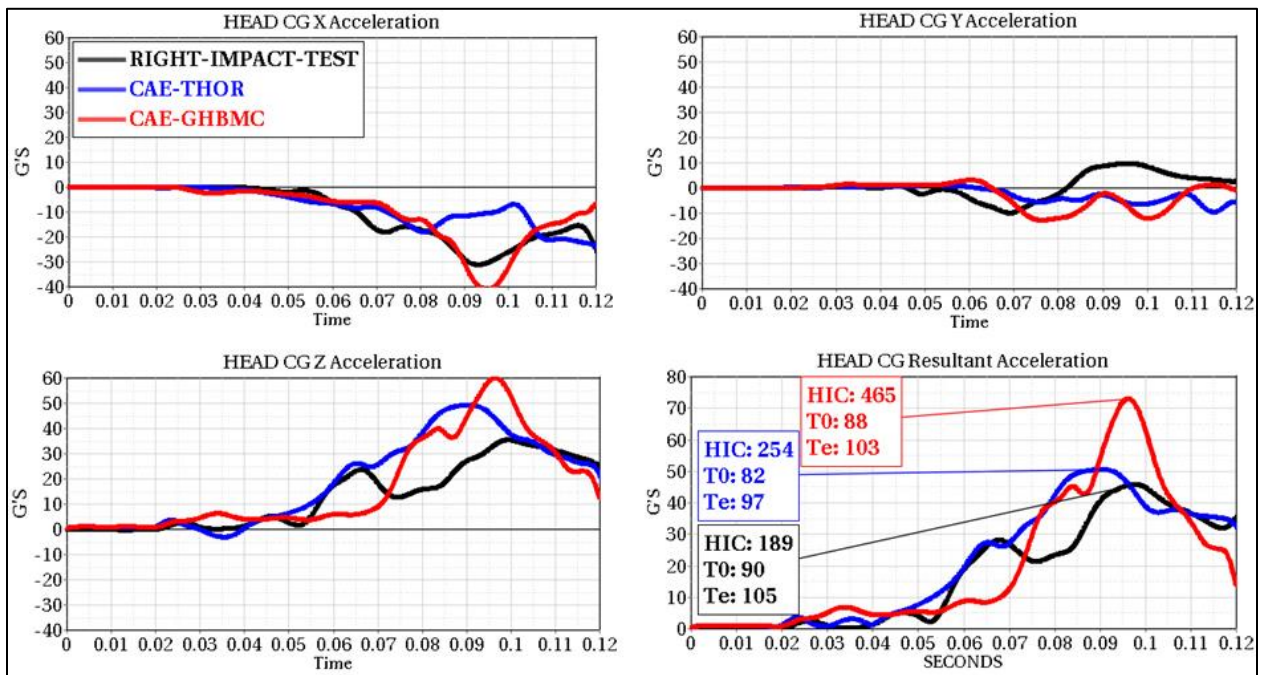 HEAD CG X Acceleration
60
50
40
30
20
10
0
-10
-20
-30
-40
G'S
RIGHT-IMPACT-TEST
CAE-THOR
CAE-GHBMC
0 0.01 0.02 0.03 0.04 0.05 0.06 0.07 0.08 0.09 0.1 0.11 0.12
Time
HEAD CG Y Acceleration
60
50
40
30
20
10
0
-10
-20
-30
-40
G'S
0 0.01 0.02 0.03 0.04 0.05 0.06 0.07 0.08 0.09 0.1 0.11 0.12
Time
HEAD CG Z Acceleration
60
50
40
30
20
10
0
-10
-20
-30
-40
G'S
0 0.01 0.02 0.03 0.04 0.05 0.06 0.07 0.08 0.09 0.1 0.11 0.12
Time
HEAD CG Resultant Acceleration
80
70
60
50
40
30
20
10
0
G'S
HIC: 465
T0: 88
Te: 103
HIC: 254
T0: 82
Te: 97
HIC: 189
T0: 90
Te: 105
0 0.01 0.02 0.03 0.04 0.05 0.06 0.07 0.08 0.09 0.1 0.11 0.12
SECONDS